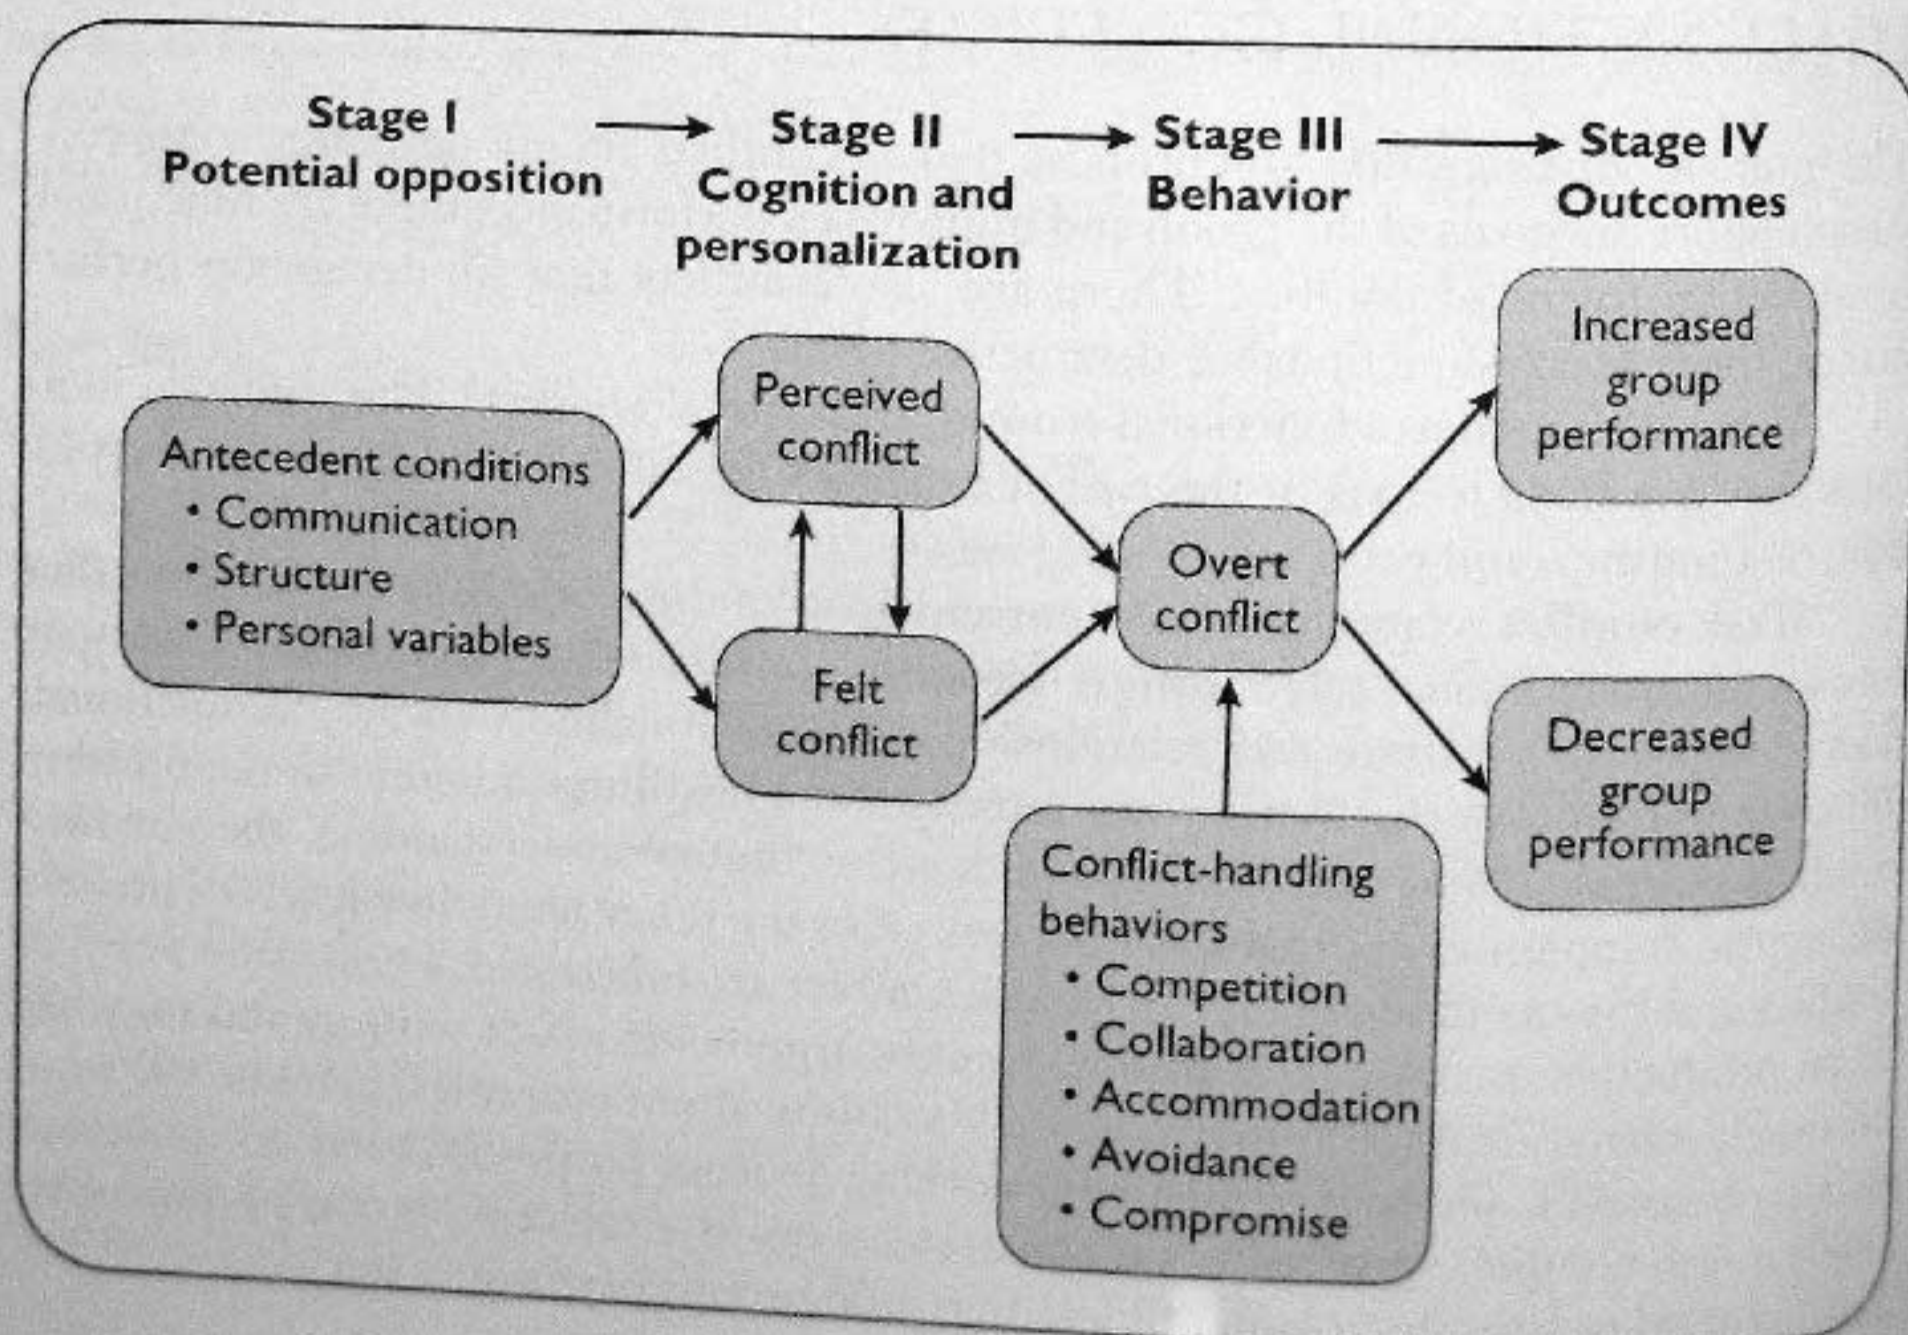 Stage I
Potential opposition
Stage II
Cognition and
personalization
Stage III
Behavior
Stage IV
Outcomes
Antecedent conditions
• Communication
• Structure
• Personal variables
Perceived
conflict
Felt
conflict
Overt
conflict
Conflict-handling
behaviors
• Competition
• Collaboration
• Accommodation
• Avoidance
• Compromise
Increased
group
performance
Decreased
group
performance